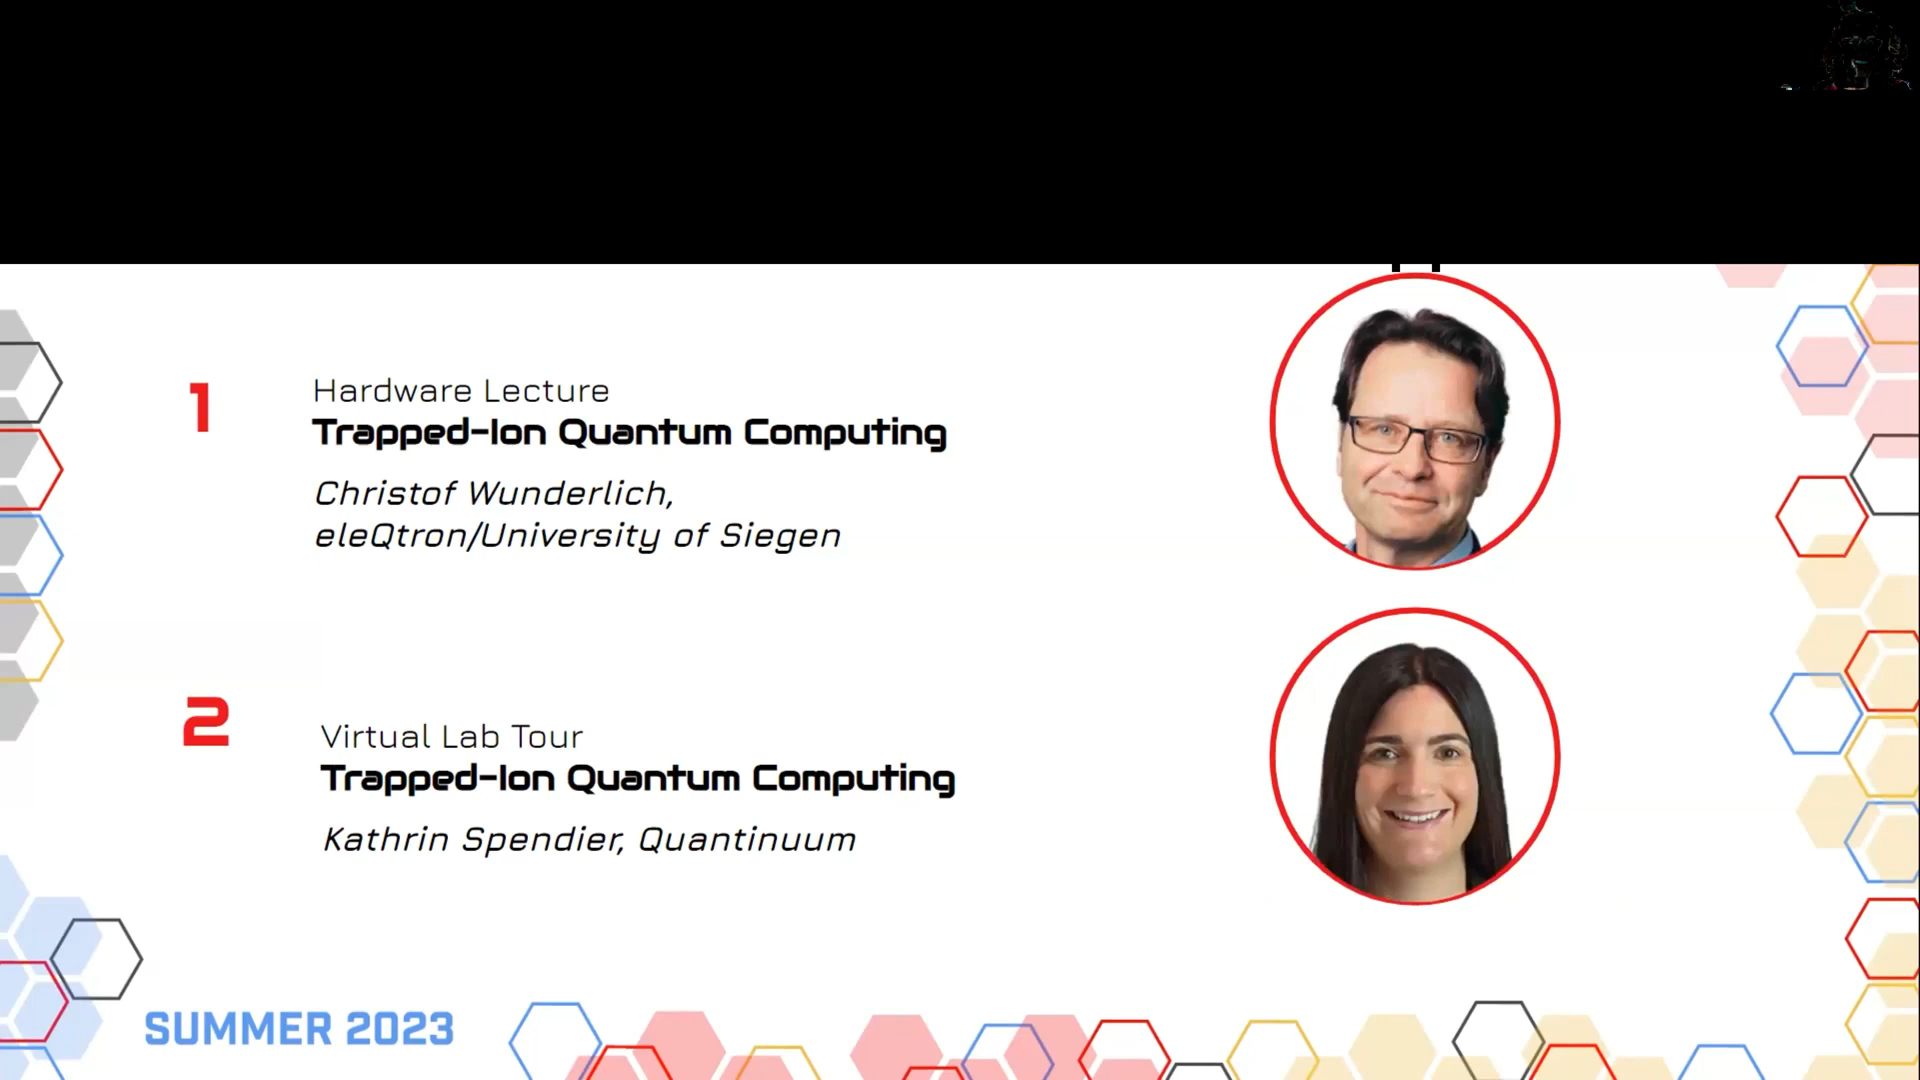 1
Hardware Lecture
Trapped-Ion Quantum Computing
Christof Wunderlich,
eleQtron/University of Siegen
2
Virtual Lab Tour
Trapped-Ion Quantum Computing
Kathrin Spendier, Quantinuum
SUMMER 2023